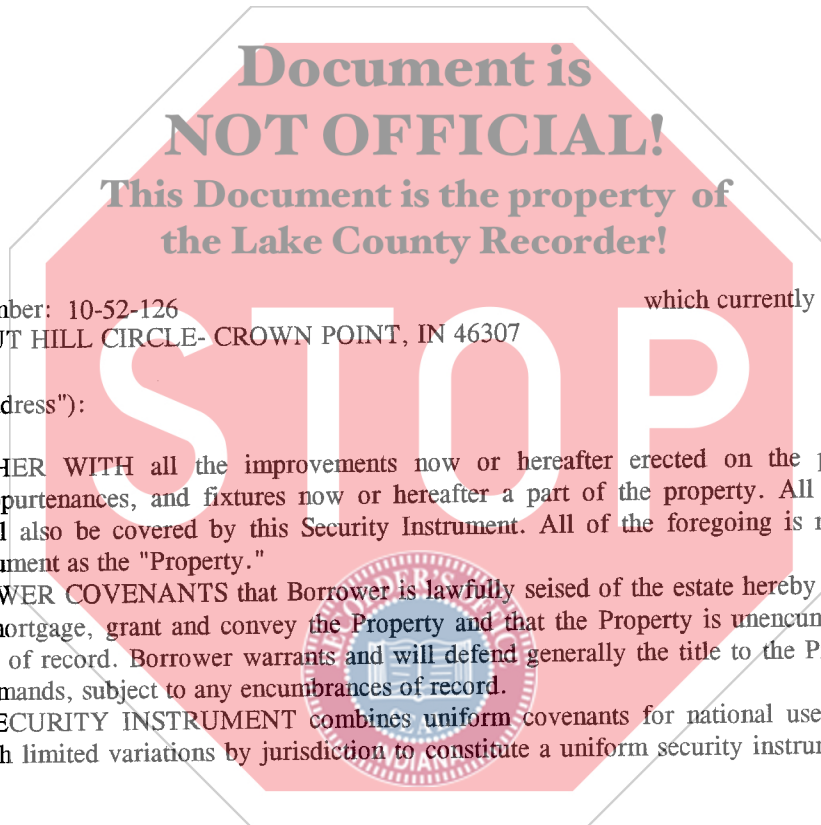 Document is
NOT OFFICIAL!
This Document is the property of
the Lake County Recorder!
nber: 10-52-126 which currently
UT HILL CIRCLE- CROWN POINT, IN 46307
STOP
dress"):
HER WITH all the improvements now or hereafter erected on the p
purtenances, and fixtures now or hereafter a part of the property. All
l also be covered by this Security Instrument. All of the foregoing is r
ument as the "Property."
WER COVENANTS that Borrower is lawfully seised of the estate hereby
mortgage, grant and convey the Property and that the Property is unencum
of record. Borrower warrants and will defend generally the title to the P
mands, subject to any encumbrances of record.
ECURITY INSTRUMENT combines uniform covenants for national use
h limited variations by jurisdiction to constitute a uniform security instrum